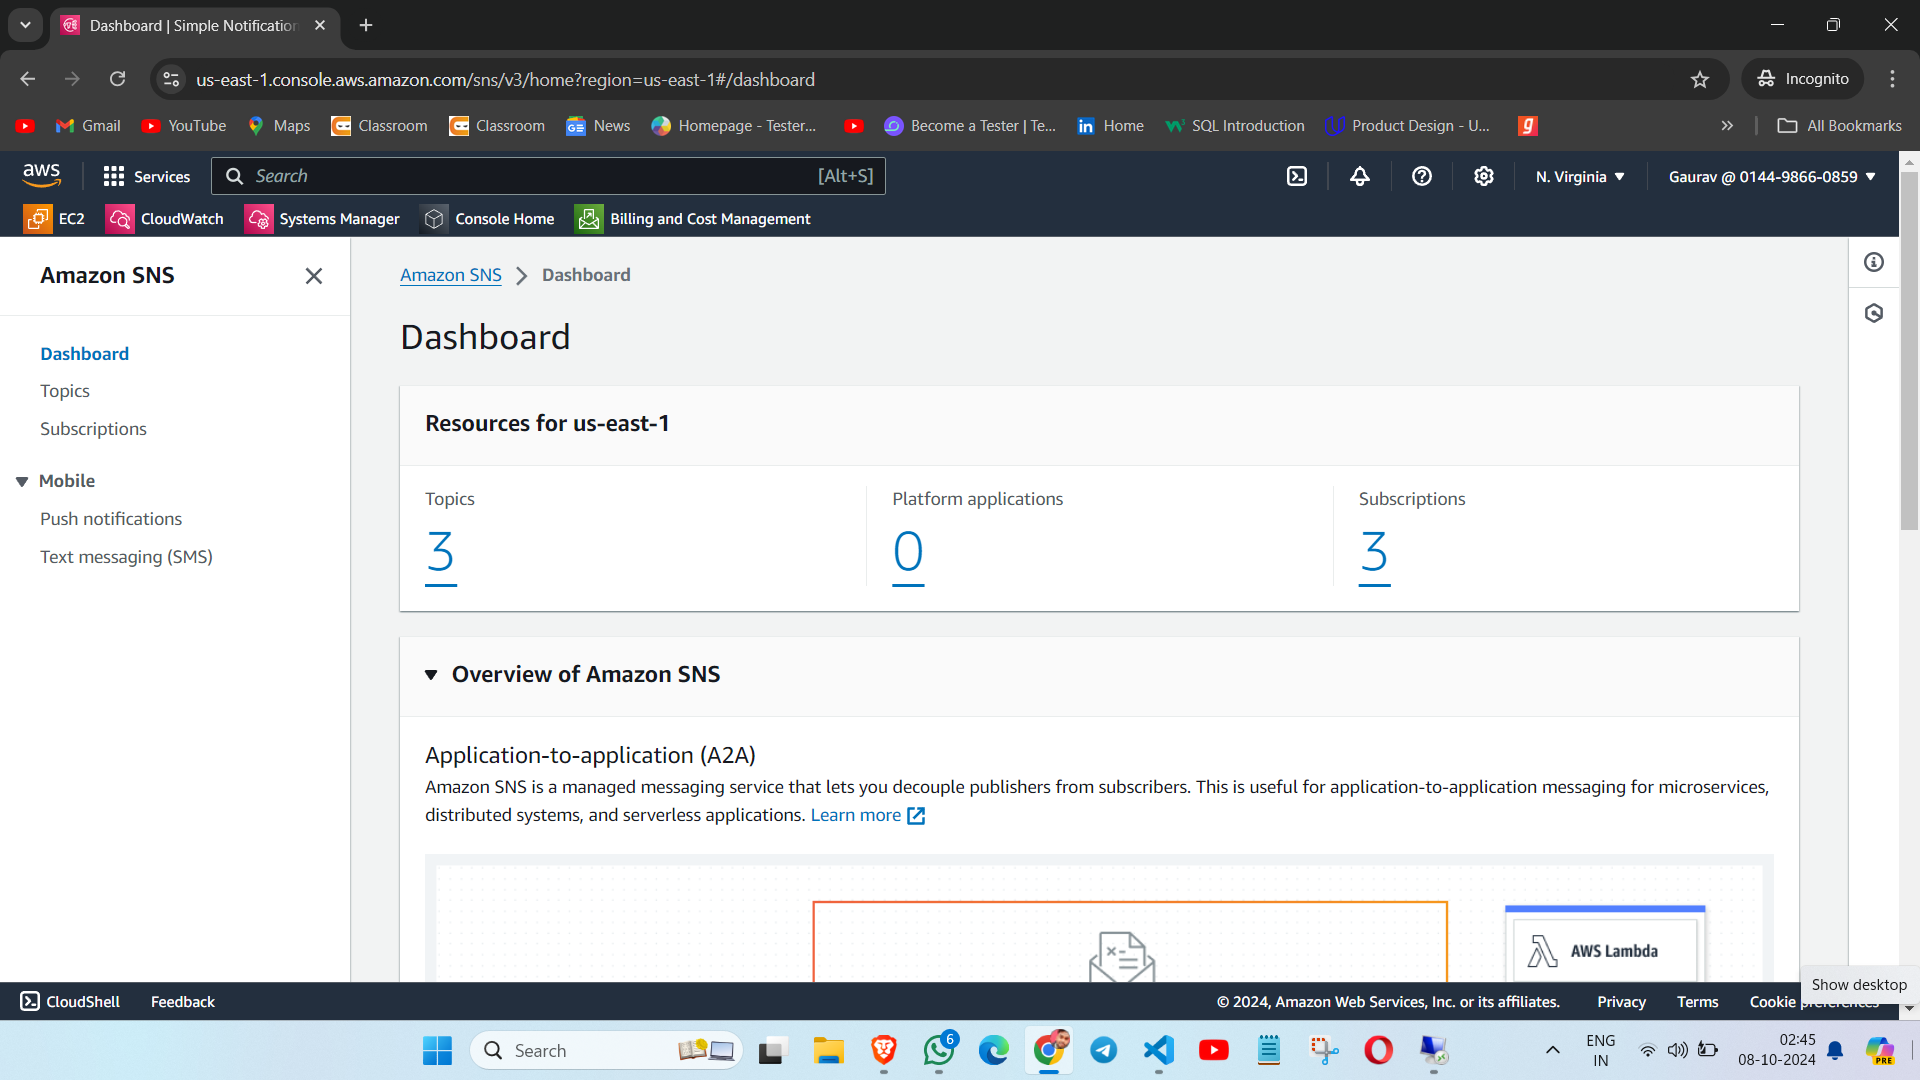 Dashboard | Simple Notification
us-east-1.console.aws.amazon.com/sns/v3/home?region=us-east-1#/dashboard
Incognito
Gmail
YouTube
Maps
Classroom
Classroom
News
Homepage - Tester...
Become a Tester | Te...
Home
SQL Introduction
Product Design - U...
All Bookmarks
aws
Services
Search
[Alt+S]
N. Virginia
Gaurav @ 0144-9866-0859
EC2
CloudWatch
Systems Manager
Console Home
Billing and Cost Management
Amazon SNS
Dashboard
Topics
Subscriptions
Mobile
Push notifications
Text messaging (SMS)
Amazon SNS
Dashboard
Dashboard
Resources for us-east-1
Topics
3
Platform applications
0
Subscriptions
3
Overview of Amazon SNS
Application-to-application (A2A)
Amazon SNS is a managed messaging service that lets you decouple publishers from subscribers. This is useful for application-to-application messaging for microservices,
distributed systems, and serverless applications. Learn more
AWS Lambda
Show desktop
CloudShell
Feedback
© 2024, Amazon Web Services, Inc. or its affiliates.
Privacy
Terms
Cookie preferences
Search
6
ENG
IN
02:45
08-10-2024
PRE